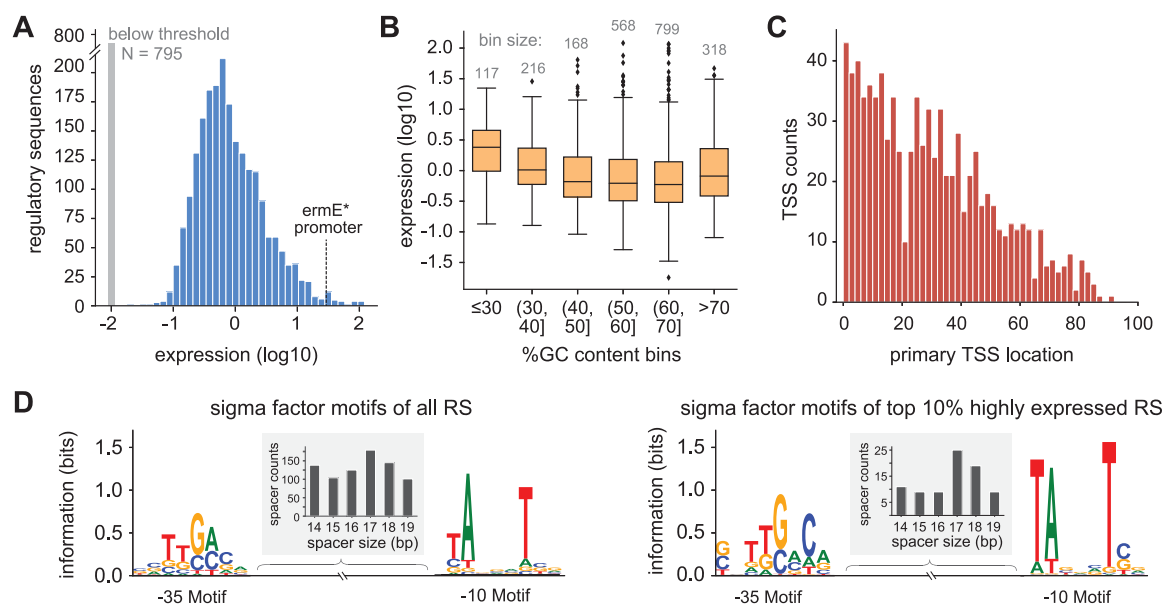 A
below threshold
N = 795
800
200
175
150
125
100
75
50
25
0
regulatory sequences
ermE*
promoter
-2
-1
0
1
2
expression (log10)
B
bin size:
117
216
168
568
799
318
2.0
1.5
1.0
0.5
0.0
-0.5
-1.0
-1.5
expression (log10)
≤30
(30, 40]
(40, 50]
(50, 60]
(60, 70]
>70
%GC content bins
C
40
30
20
10
0
TSS counts
0
20
40
60
80
100
primary TSS location
D
sigma factor motifs of all RS
1.5
1.0
0.5
0.0
information (bits)
150
100
50
0
spacer counts
14 15 16 17 18 19
spacer size (bp)
-35 Motif
-10 Motif
sigma factor motifs of top 10% highly expressed RS
1.5
1.0
0.5
0.0
information (bits)
25
15
5
spacer counts
14 15 16 17 18 19
spacer size (bp)
-35 Motif
-10 Motif